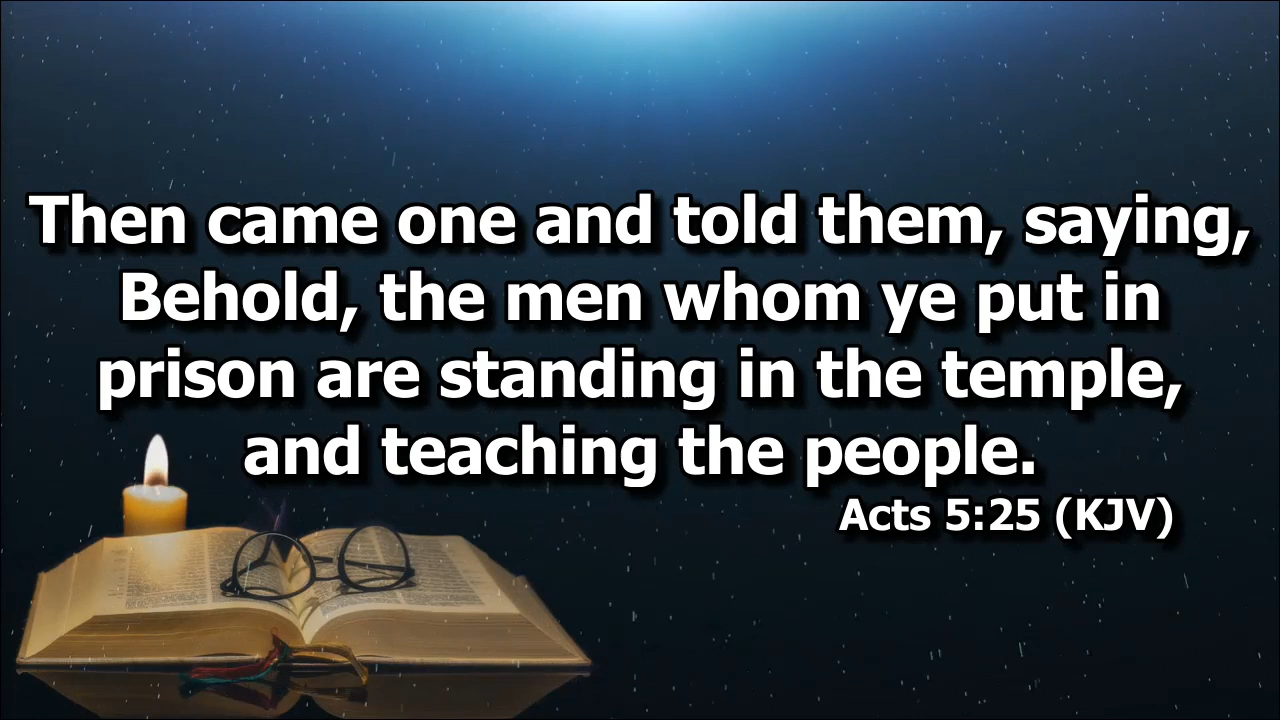 Then came one and told them, saying,
Behold, the men whom ye put in
prison are standing in the temple,
and teaching the people.
Acts 5:25 (KJV)